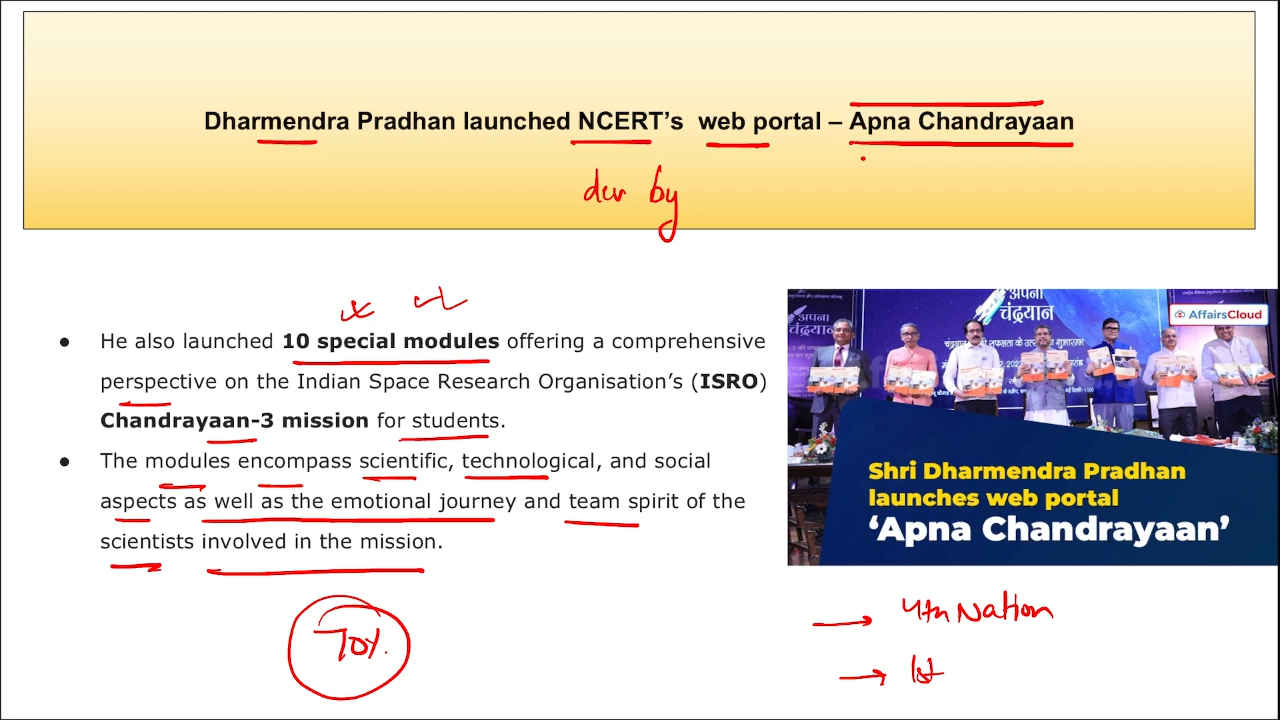 Dharmendra Pradhan launched NCERT's web portal – Apna Chandrayaan
dev by
● He also launched 10 special modules offering a comprehensive
perspective on the Indian Space Research Organisation's (ISRO)
Chandrayaan-3 mission for students.
● The modules encompass scientific, technological, and social
aspects as well as the emotional journey and team spirit of the
scientists involved in the mission.
70%
अपना
चंद्रयान
अपना
चंद्रयान
AffairsCloud
Shri Dharmendra Pradhan
launches web portal
'Apna Chandrayaan'
→ 4th Nation
→ 1st